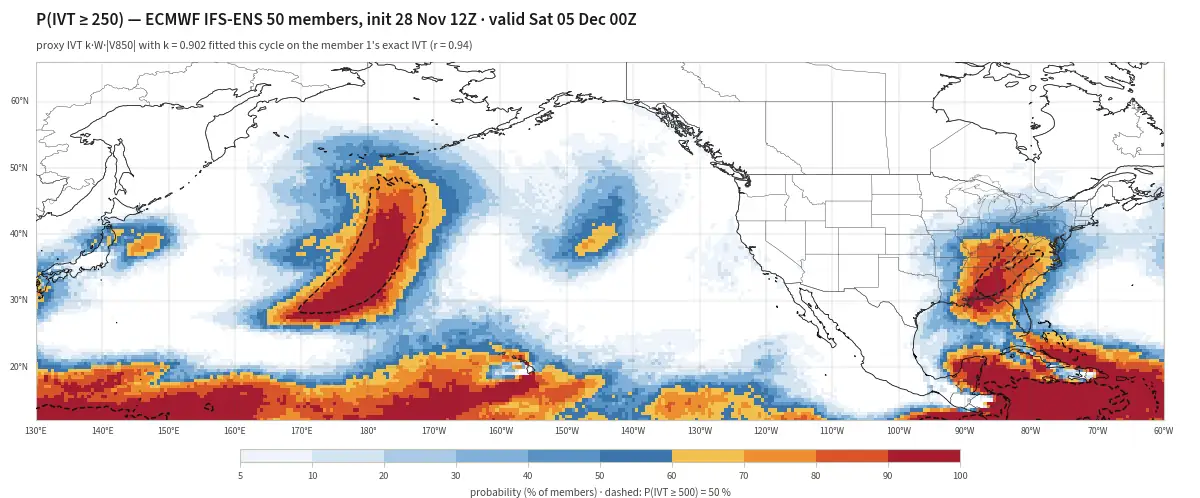 P(IVT ≥ 250) — ECMWF IFS-ENS 50 members, init 28 Nov 12Z · valid Sat 05 Dec 00Z
proxy IVT k·W·|V850| with k = 0.902 fitted this cycle on the member 1's exact IVT (r = 0.94)
60°N
50°N
40°N
30°N
20°N
130°E 140°E 150°E 160°E 170°E 180° 170°W 160°W 150°W 140°W 130°W 120°W 110°W 100°W 90°W 80°W 70°W 60°W
5 10 20 30 40 50 60 70 80 90 100
probability (% of members) · dashed: P(IVT ≥ 500) = 50 %